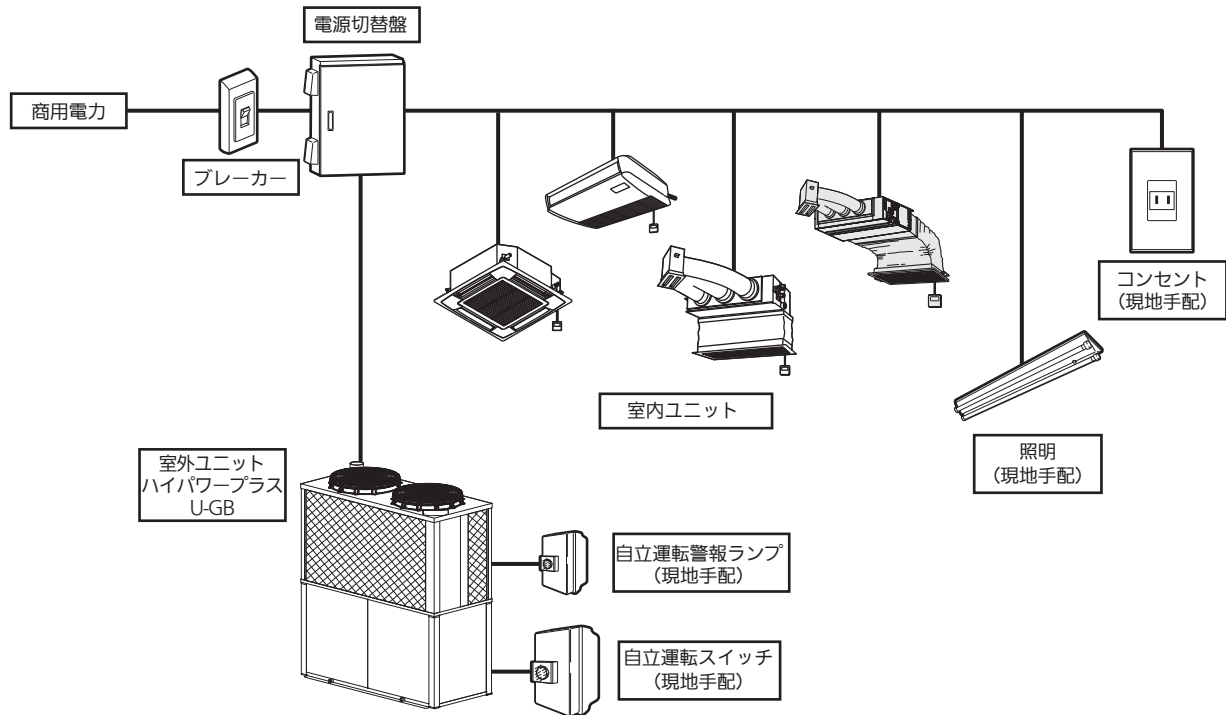 電源切替盤
商用電力
ブレーカー
コンセント
（現地手配）
室内ユニット
照明
（現地手配）
室外ユニット
ハイパワープラス
U-GB
自立運転警報ランプ
（現地手配）
自立運転スイッチ
（現地手配）